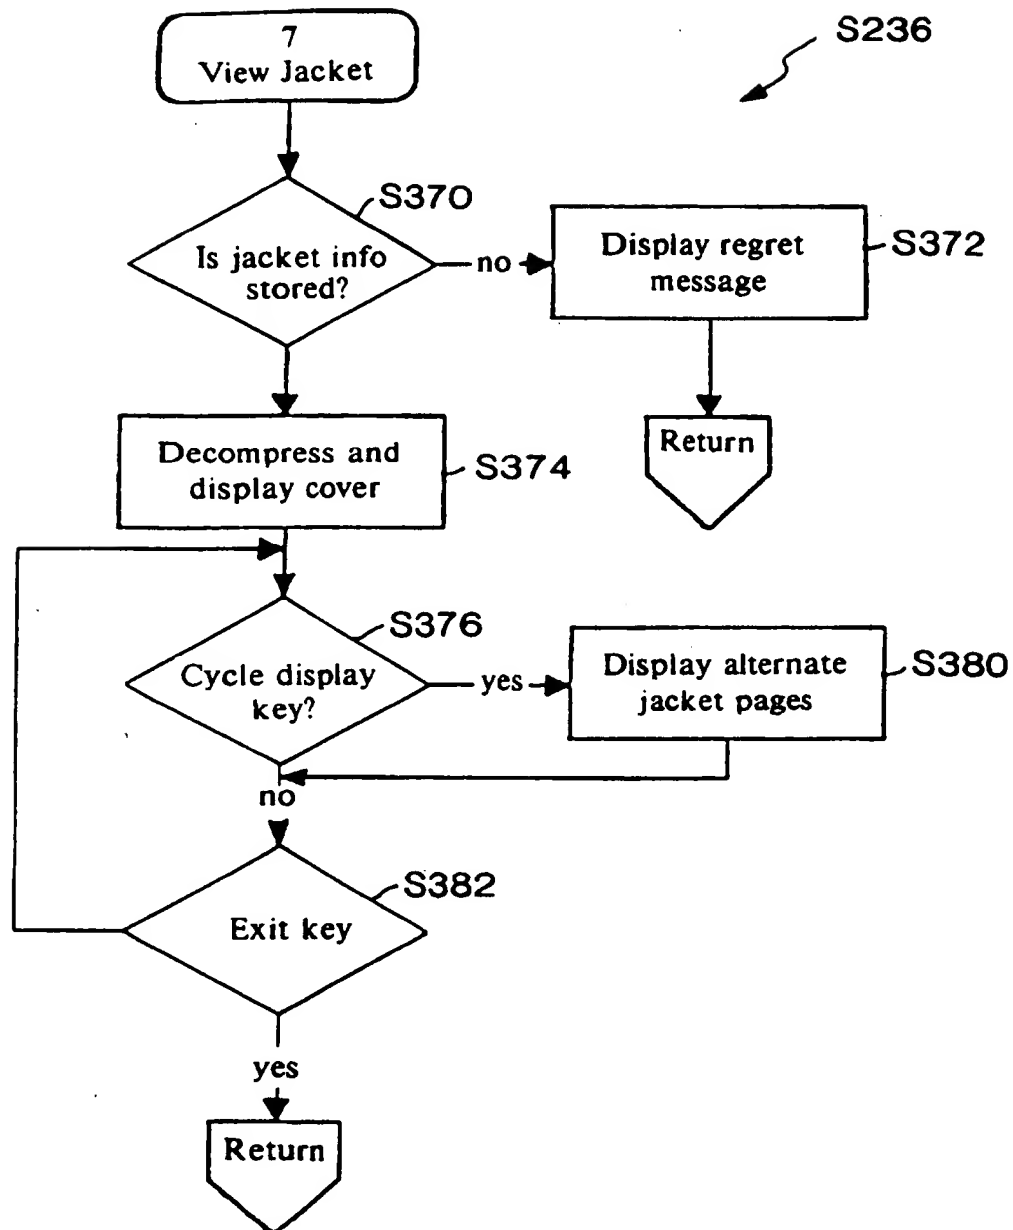 7
View Jacket
S236
S370
Is jacket info
stored?
no
Display regret
message
S372
Return
Decompress and
display cover
S374
S376
Cycle display
key?
yes
Display alternate
jacket pages
S380
no
S382
Exit key
yes
Return